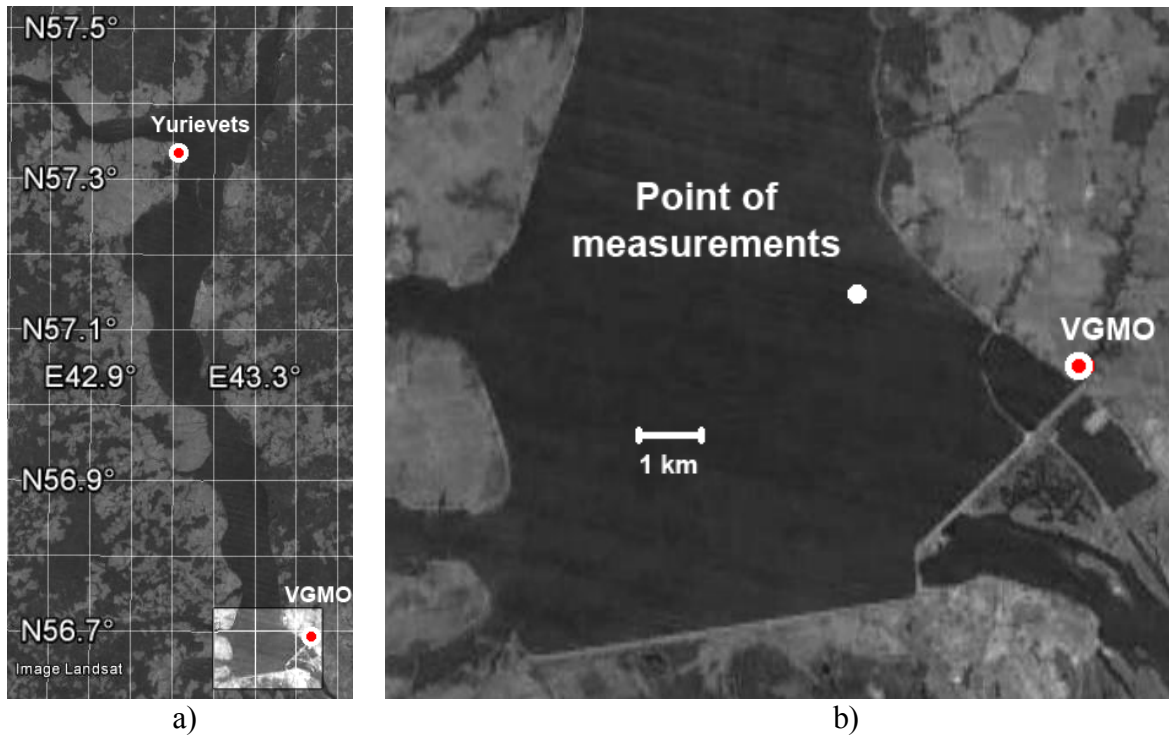 N57.5°
Yurievets
N57.3°
N57.1°
E42.9° E43.3°
N56.9°
VGMO
N56.7°
Image Landsat
a)
Point of
measurements
VGMO
1 km
b)